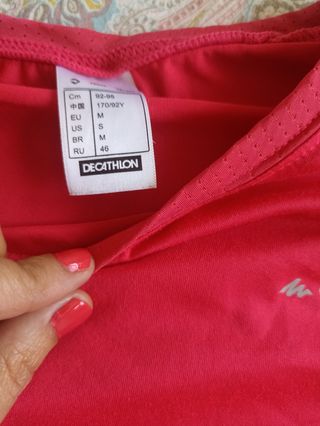 Cm 92-96
中国 170/92Y
EU M
US S
BR M
RU 46
DECATHLON